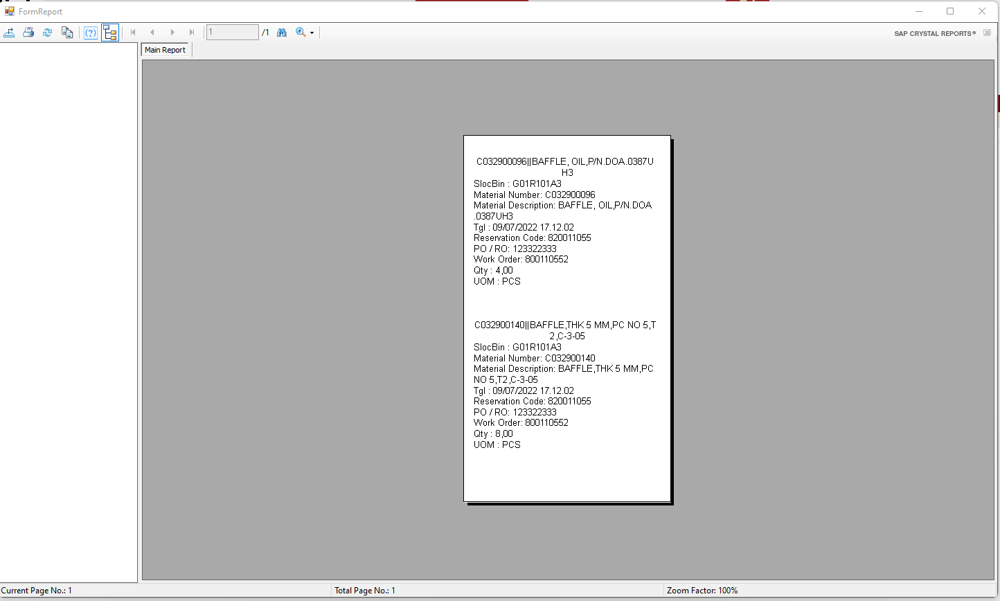 FormReport
1
/1
SAP CRYSTAL REPORTS®
Main Report
C032900096||BAFFLE, OIL,P/N.DOA.0387U
H3
SlocBin : G01R101A3
Material Number: C032900096
Material Description: BAFFLE, OIL,P/N.DOA
.0387UH3
Tgl : 09/07/2022 17.12.02
Reservation Code: 820011055
PO / RO: 123322333
Work Order: 800110552
Qty : 4,00
UOM : PCS
C032900140||BAFFLE,THK 5 MM,PC NO 5,T
2,C-3-05
SlocBin : G01R101A3
Material Number: C032900140
Material Description: BAFFLE,THK 5 MM,PC
NO 5,T2,C-3-05
Tgl : 09/07/2022 17.12.02
Reservation Code: 820011055
PO / RO: 123322333
Work Order: 800110552
Qty : 8,00
UOM : PCS
Current Page No.: 1
Total Page No.: 1
Zoom Factor: 100%